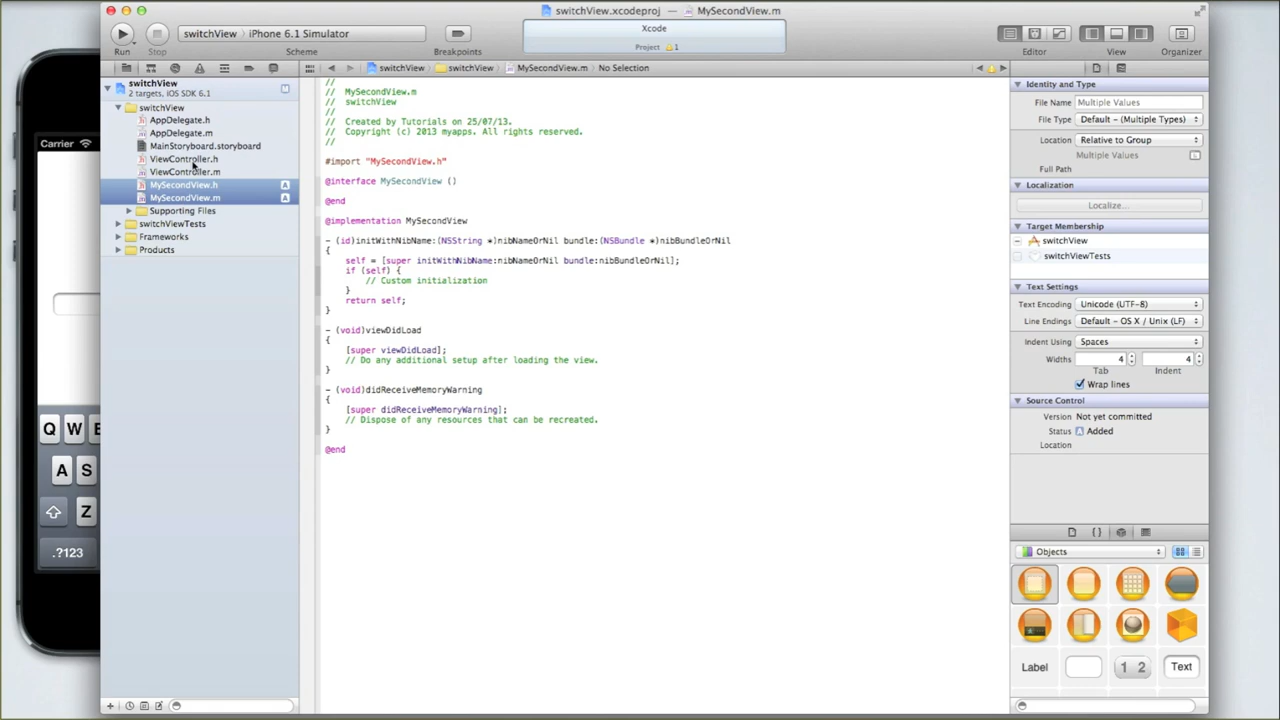 switchView.xcodeproj — MySecondView.m
Run
Stop
switchView
iPhone 6.1 Simulator
Scheme
Breakpoints
Xcode
Project
1
Editor
View
Organizer
switchView
switchView
MySecondView.m
No Selection
switchView
2 targets, iOS SDK 6.1
switchView
AppDelegate.h
AppDelegate.m
MainStoryboard.storyboard
ViewController.h
ViewController.m
MySecondView.h
A
MySecondView.m
A
Supporting Files
switchViewTests
Frameworks
Products
//
// MySecondView.m
// switchView
//
// Created by Tutorials on 25/07/13.
// Copyright (c) 2013 myapps. All rights reserved.
//
#import "MySecondView.h"
@interface MySecondView ()
@end
@implementation MySecondView
- (id)initWithNibName:(NSString *)nibNameOrNil bundle:(NSBundle *)nibBundleOrNil
{
self = [super initWithNibName:nibNameOrNil bundle:nibBundleOrNil];
if (self) {
// Custom initialization
}
return self;
}
- (void)viewDidLoad
{
[super viewDidLoad];
// Do any additional setup after loading the view.
}
- (void)didReceiveMemoryWarning
{
[super didReceiveMemoryWarning];
// Dispose of any resources that can be recreated.
}
@end
Identity and Type
File Name
Multiple Values
File Type
Default - (Multiple Types)
Location
Relative to Group
Multiple Values
Full Path
Localization
Localize...
Target Membership
switchView
switchViewTests
Text Settings
Text Encoding
Unicode (UTF-8)
Line Endings
Default - OS X / Unix (LF)
Indent Using
Spaces
Widths
4
4
Tab
Indent
Wrap lines
Source Control
Version
Not yet committed
Status
A Added
Location
{ }
Objects
Label
1 2
Text
Carrier
Q W E
A S
Z
.?123